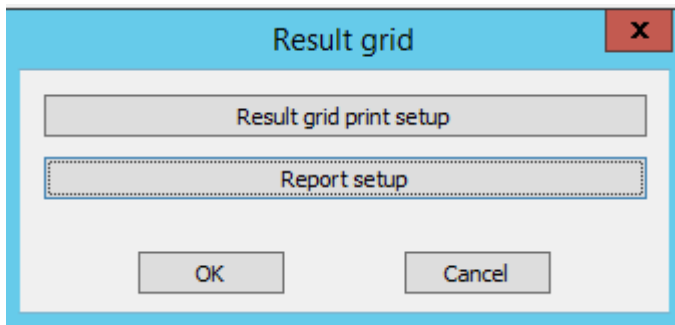 Result grid
x
Result grid print setup
Report setup
OK Cancel